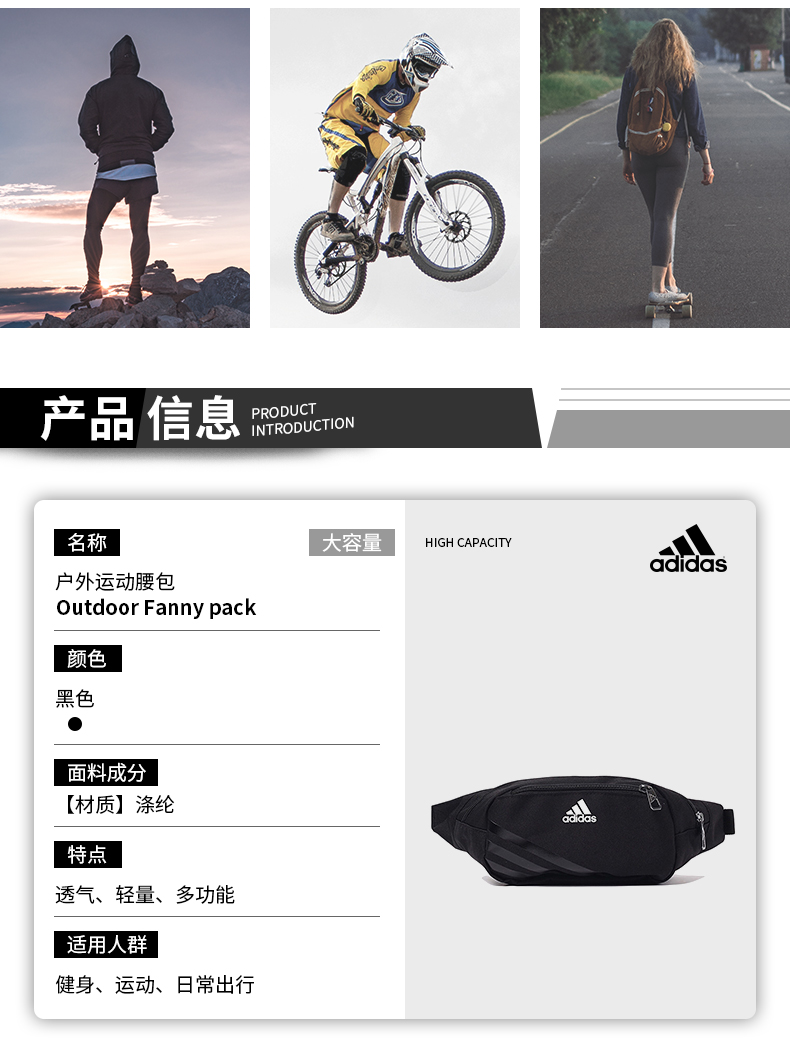 产品信息
PRODUCT
INTRODUCTION
名称
大容量
HIGH CAPACITY
adidas
户外运动腰包
Outdoor Fanny pack
颜色
黑色
面料成分
【材质】涤纶
adidas
特点
透气、轻量、多功能
适用人群
健身、运动、日常出行